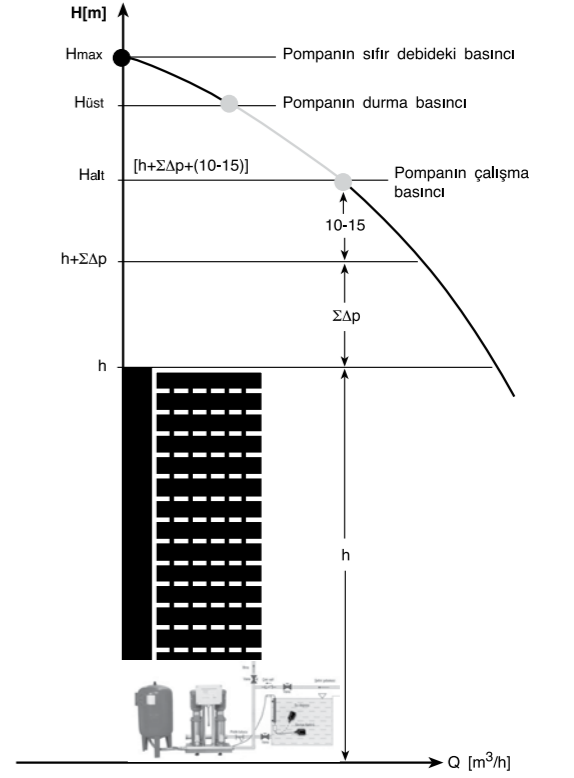 H[m]
Hmax
Pompanın sıfır debideki basıncı
Hüst
Pompanın durma basıncı
Halt
[h+ΣΔp+(10-15)]
Pompanın çalışma
basıncı
10-15
h+ΣΔp
ΣΔp
h
h
Q [m³/h]